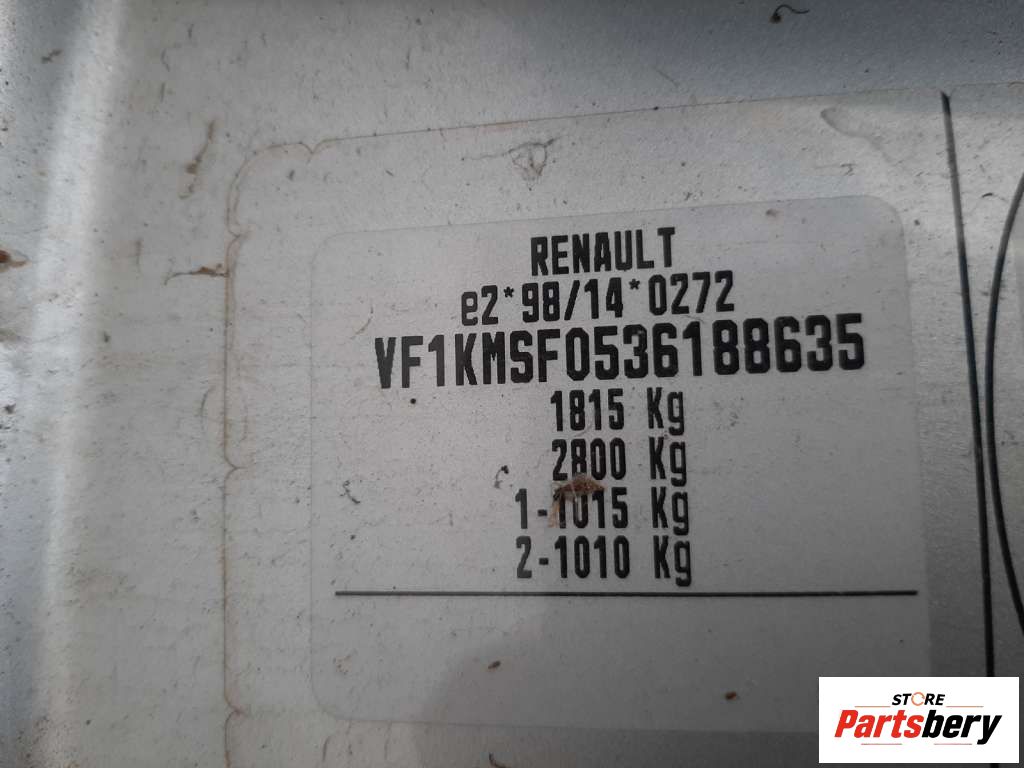 RENAULT
e2*98/14*0272
VF1KMSF0536188635
1815 Kg
2800 Kg
1-1015 Kg
2-1010 Kg
STORE
Partsbery